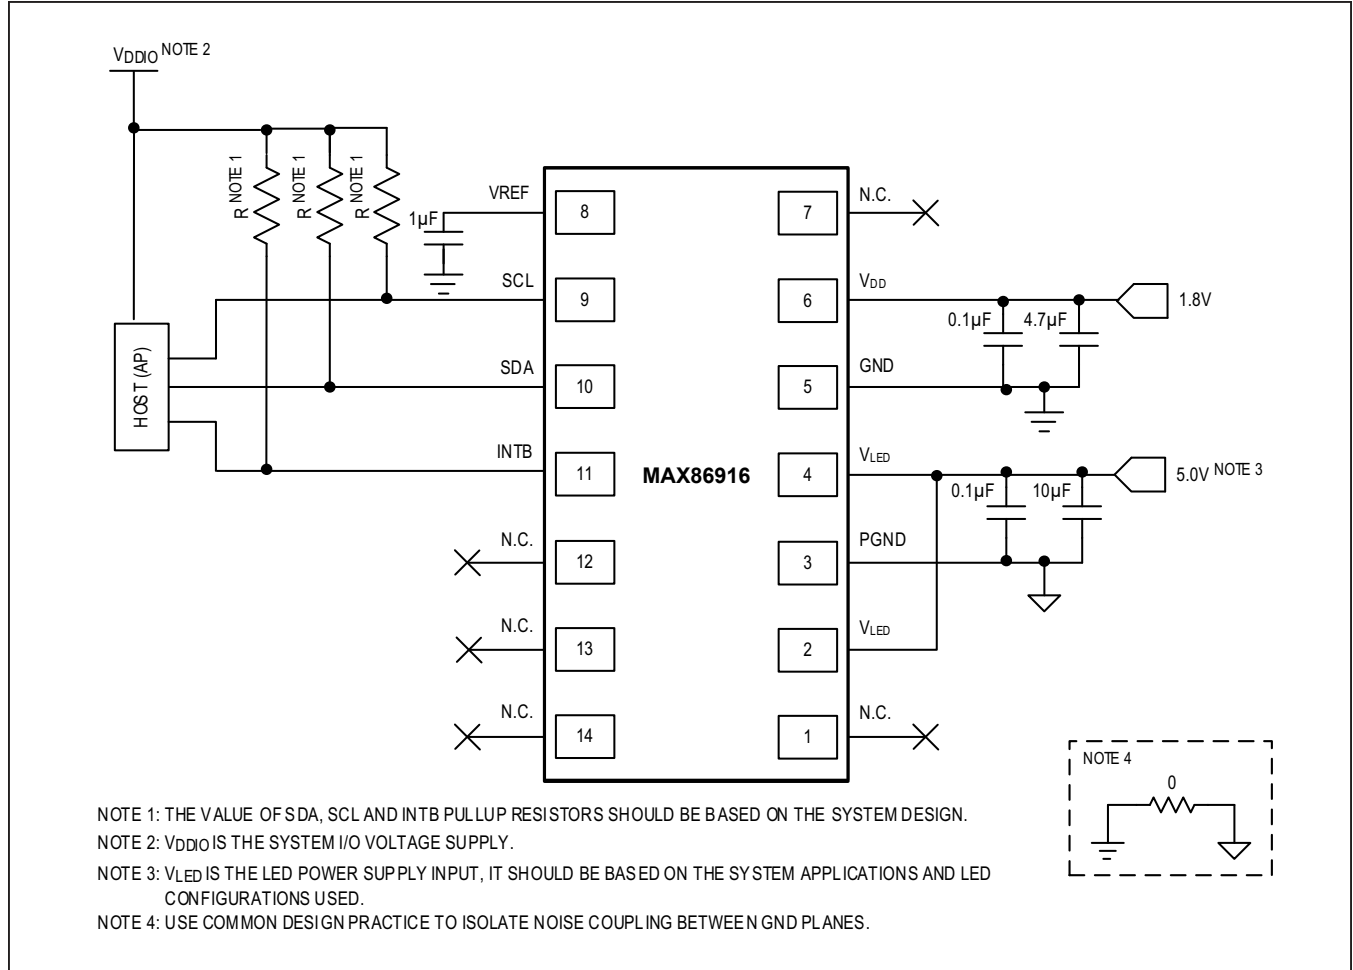 VDDIO NOTE 2
R NOTE 1
R NOTE 1
R NOTE 1
1µF
VREF
8
7
N.C.
SCL
9
6
VDD
0.1µF
4.7µF
1.8V
HOST (AP)
SDA
10
5
GND
INTB
11
MAX86916
4
VLED
0.1µF
10µF
5.0V NOTE 3
N.C.
12
3
PGND
N.C.
13
2
VLED
N.C.
14
1
N.C.
NOTE 4
0
NOTE 1: THE VALUE OF SDA, SCL AND INTB PULLUP RESISTORS SHOULD BE BASED ON THE SYSTEM DESIGN.
NOTE 2: VDDIO IS THE SYSTEM I/O VOLTAGE SUPPLY.
NOTE 3: VLED IS THE LED POWER SUPPLY INPUT, IT SHOULD BE BASED ON THE SYSTEM APPLICATIONS AND LED
CONFIGURATIONS USED.
NOTE 4: USE COMMON DESIGN PRACTICE TO ISOLATE NOISE COUPLING BETWEEN GND PLANES.